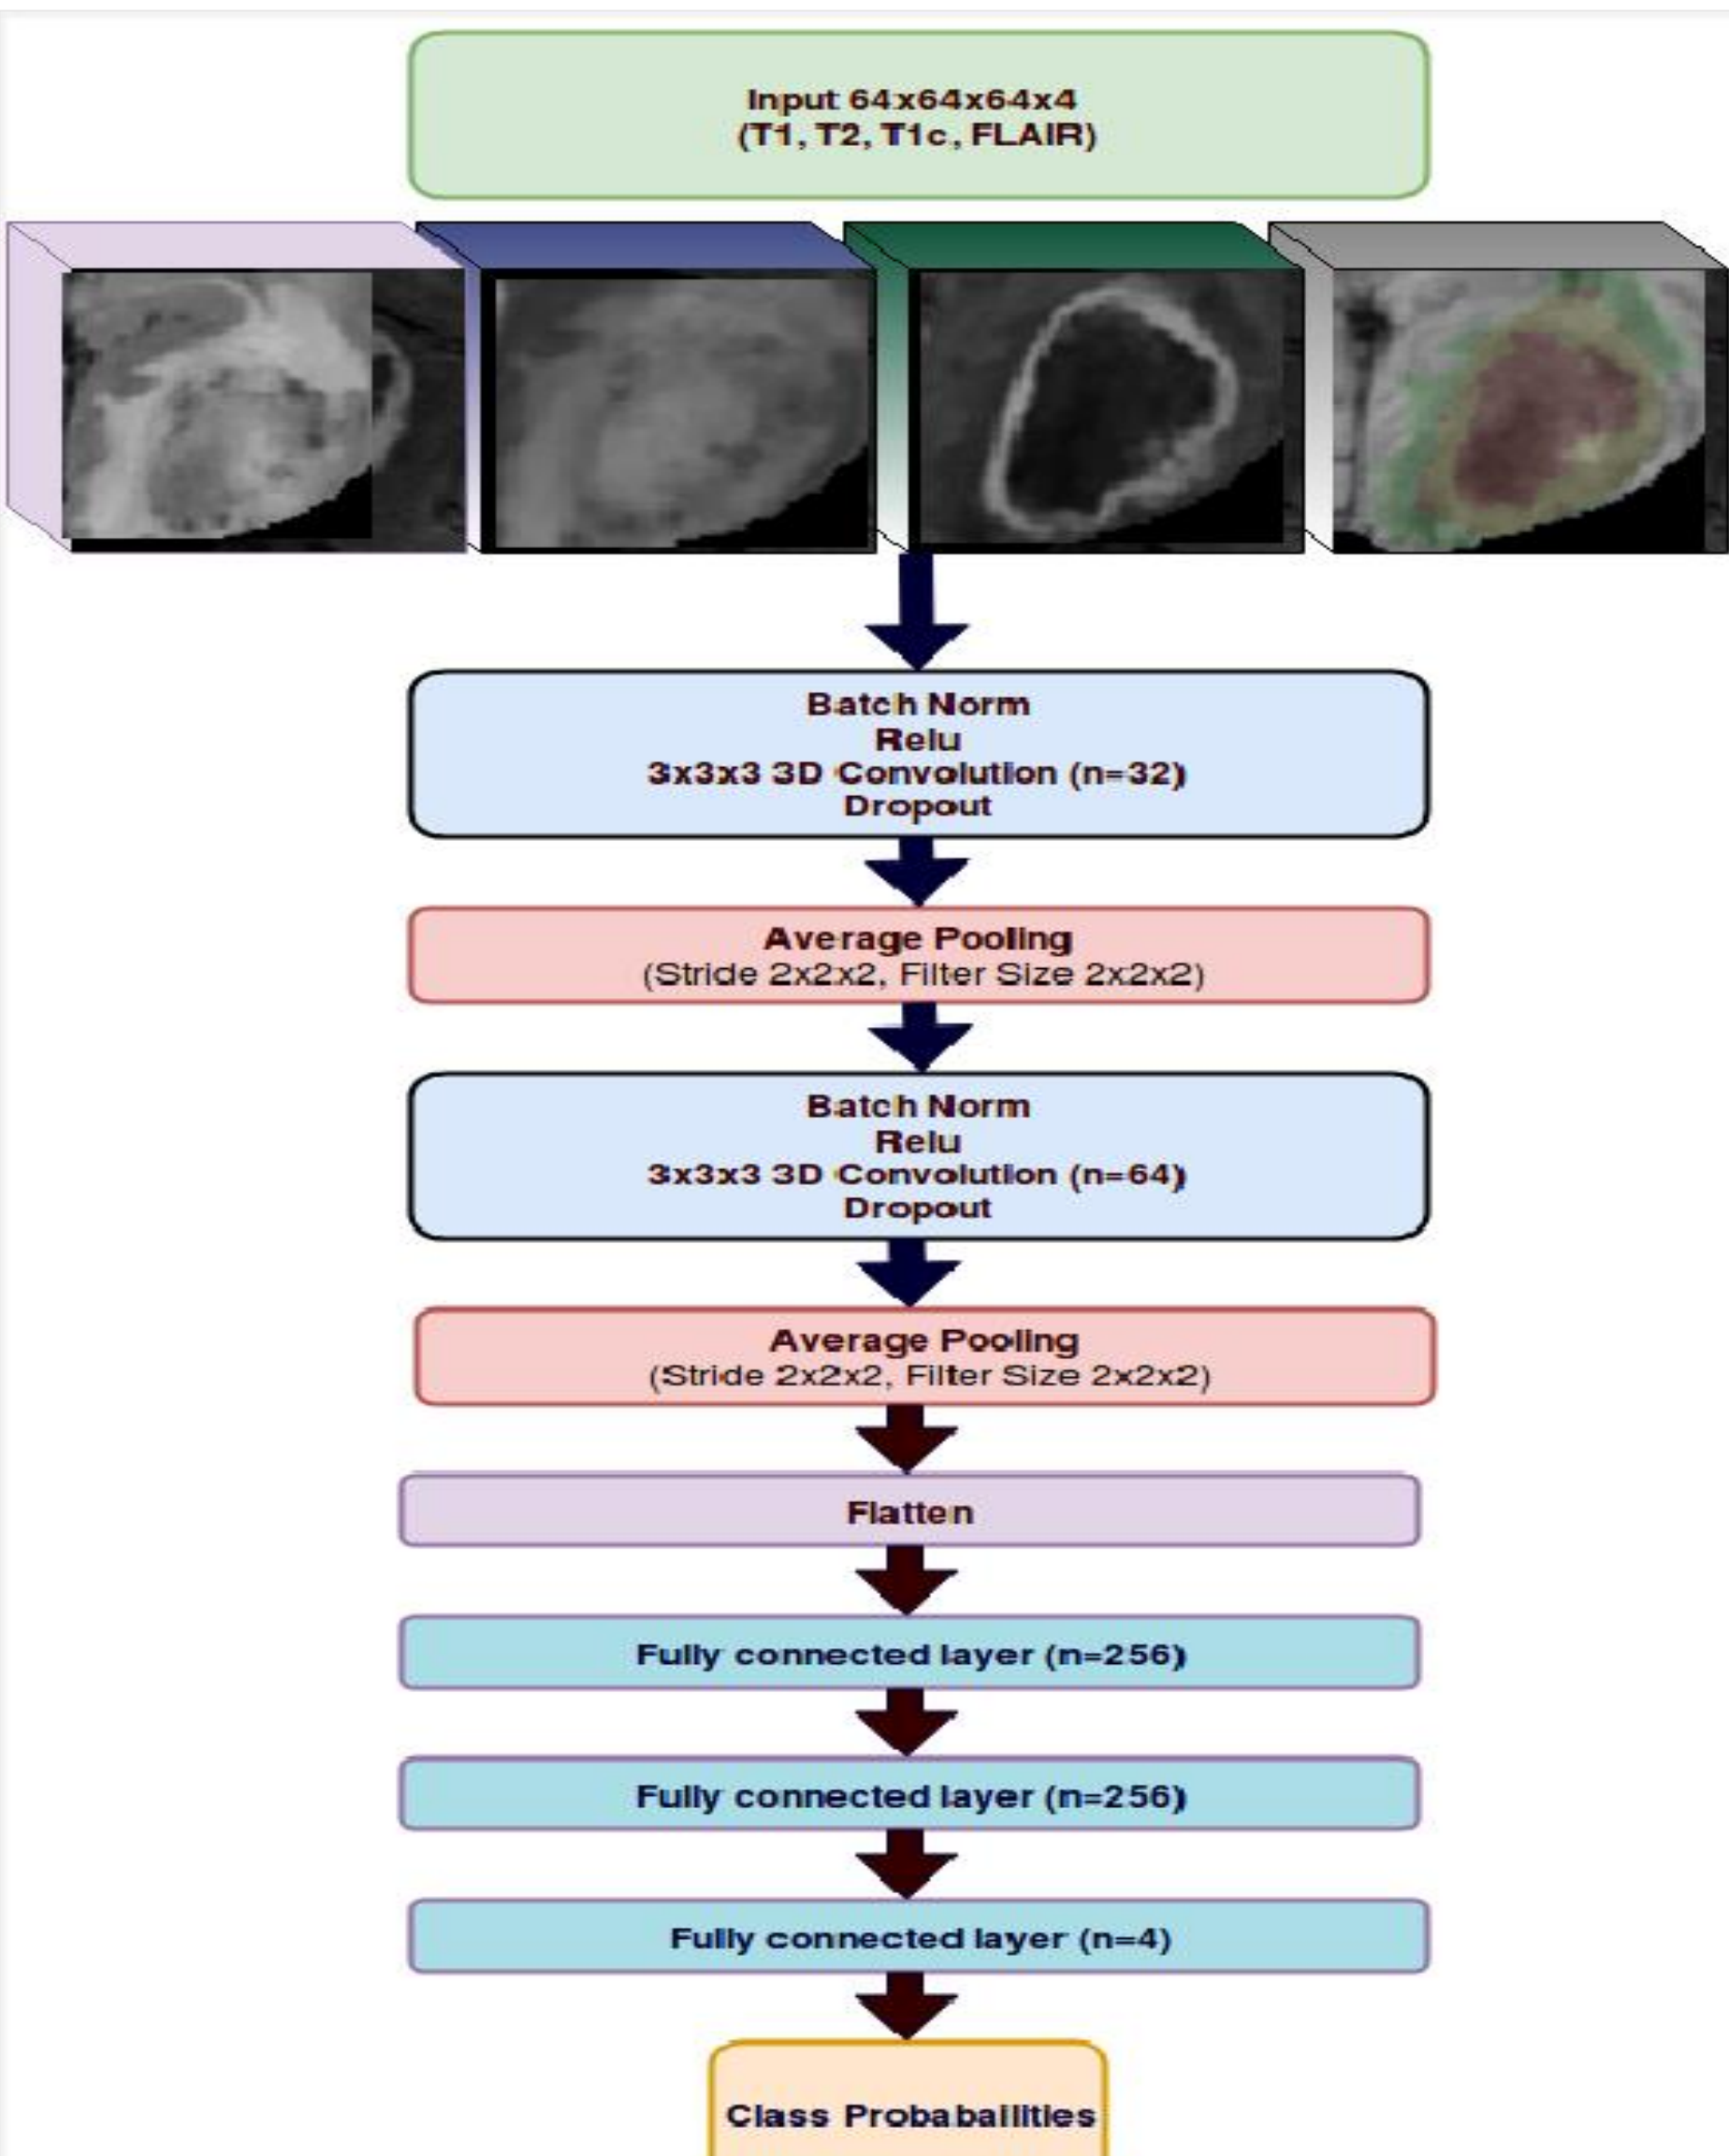 Input 64x64x64x4
(T1, T2, T1c, FLAIR)
Batch Norm
Relu
3x3x3 3D Convolution (n=32)
Dropout
Average Pooling
(Stride 2x2x2, Filter Size 2x2x2)
Batch Norm
Relu
3x3x3 3D Convolution (n=64)
Dropout
Average Pooling
(Stride 2x2x2, Filter Size 2x2x2)
Flatten
Fully connected layer (n=256)
Fully connected layer (n=256)
Fully connected layer (n=4)
Class Probabailities